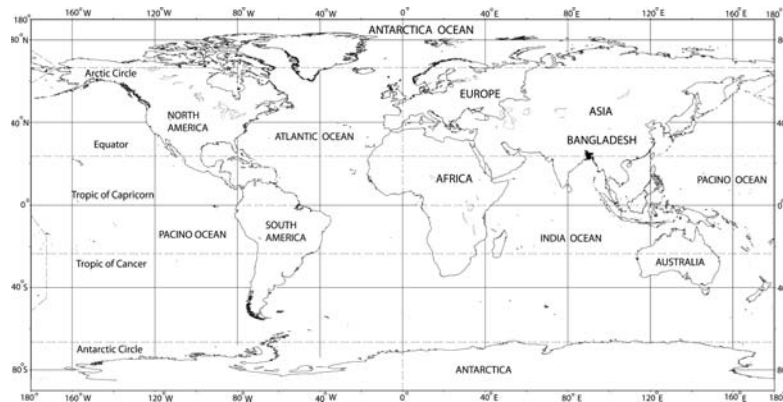 180° 160°W 120°W 80°W 40°W 0° 40°E 80°E 120°E 160°E 180°
ANTARCTICA OCEAN
80°N
Arctic Circle
EUROPE
NORTH
AMERICA
ASIA
40°N
ATLANTIC OCEAN
BANGLADESH
Equator
AFRICA
PACINO OCEAN
Tropic of Capricorn
0°
SOUTH
AMERICA
PACINO OCEAN
INDIA OCEAN
Tropic of Cancer
AUSTRALIA
40°S
Antarctic Circle
80°S
ANTARCTICA
180° 160°W 120°W 80°W 40°W 0° 40°E 80°E 120°E 160°E 180°